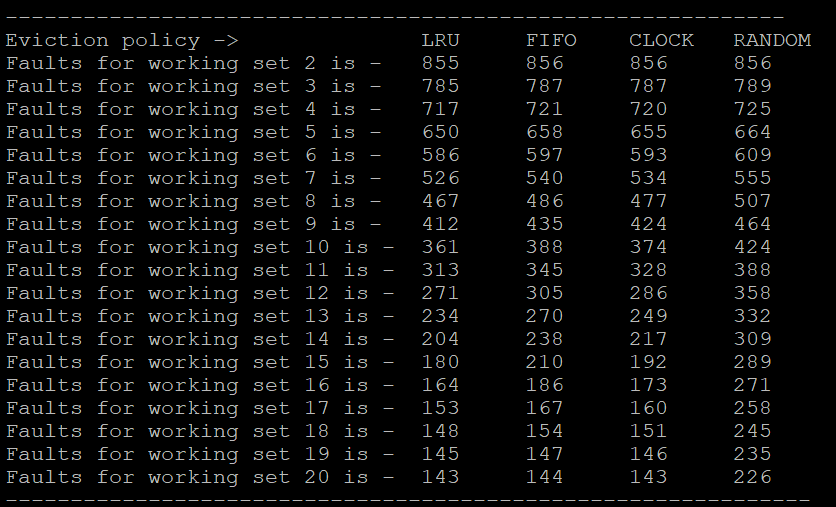 ------------------------------------------------------------
Eviction policy -> LRU FIFO CLOCK RANDOM
Faults for working set 2 is - 855 856 856 856
Faults for working set 3 is - 785 787 787 789
Faults for working set 4 is - 717 721 720 725
Faults for working set 5 is - 650 658 655 664
Faults for working set 6 is - 586 597 593 609
Faults for working set 7 is - 526 540 534 555
Faults for working set 8 is - 467 486 477 507
Faults for working set 9 is - 412 435 424 464
Faults for working set 10 is - 361 388 374 424
Faults for working set 11 is - 313 345 328 388
Faults for working set 12 is - 271 305 286 358
Faults for working set 13 is - 234 270 249 332
Faults for working set 14 is - 204 238 217 309
Faults for working set 15 is - 180 210 192 289
Faults for working set 16 is - 164 186 173 271
Faults for working set 17 is - 153 167 160 258
Faults for working set 18 is - 148 154 151 245
Faults for working set 19 is - 145 147 146 235
Faults for working set 20 is - 143 144 143 226
--------------------------------------------------------------